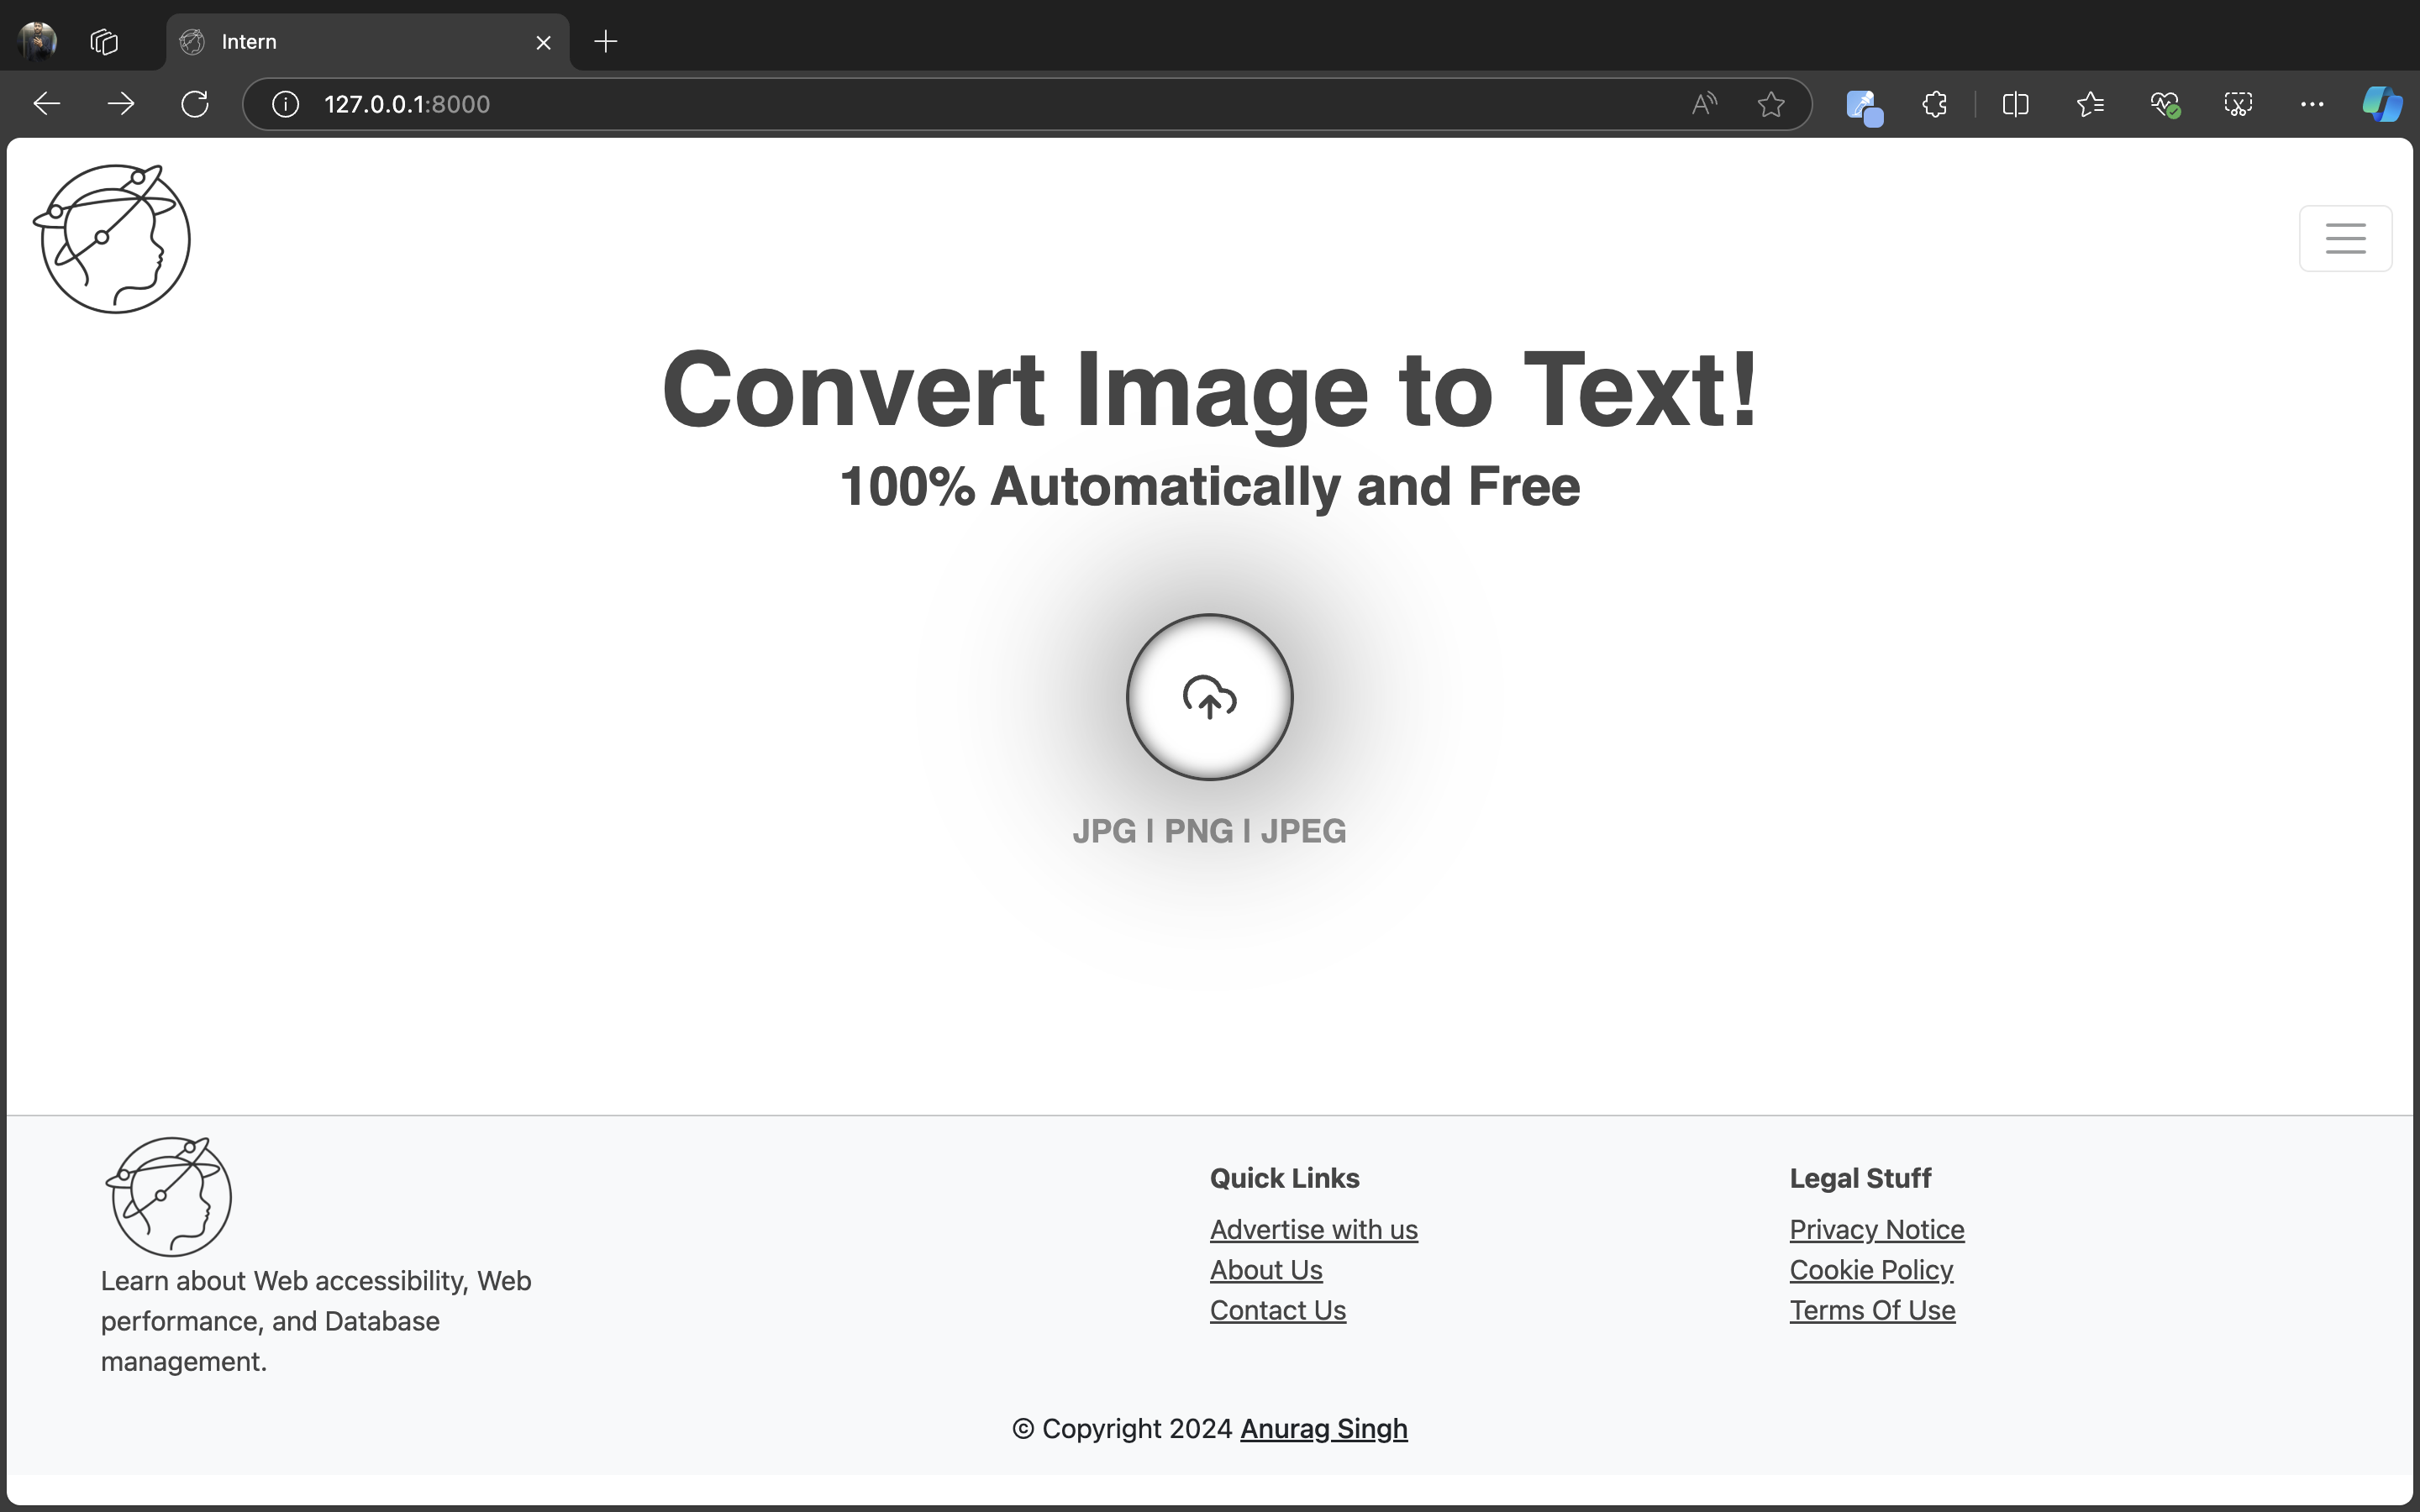 Intern
127.0.0.1:8000
Convert Image to Text!
100% Automatically and Free
JPG | PNG | JPEG
Learn about Web accessibility, Web
performance, and Database
management.
Quick Links
Advertise with us
About Us
Contact Us
Legal Stuff
Privacy Notice
Cookie Policy
Terms Of Use
© Copyright 2024 Anurag Singh